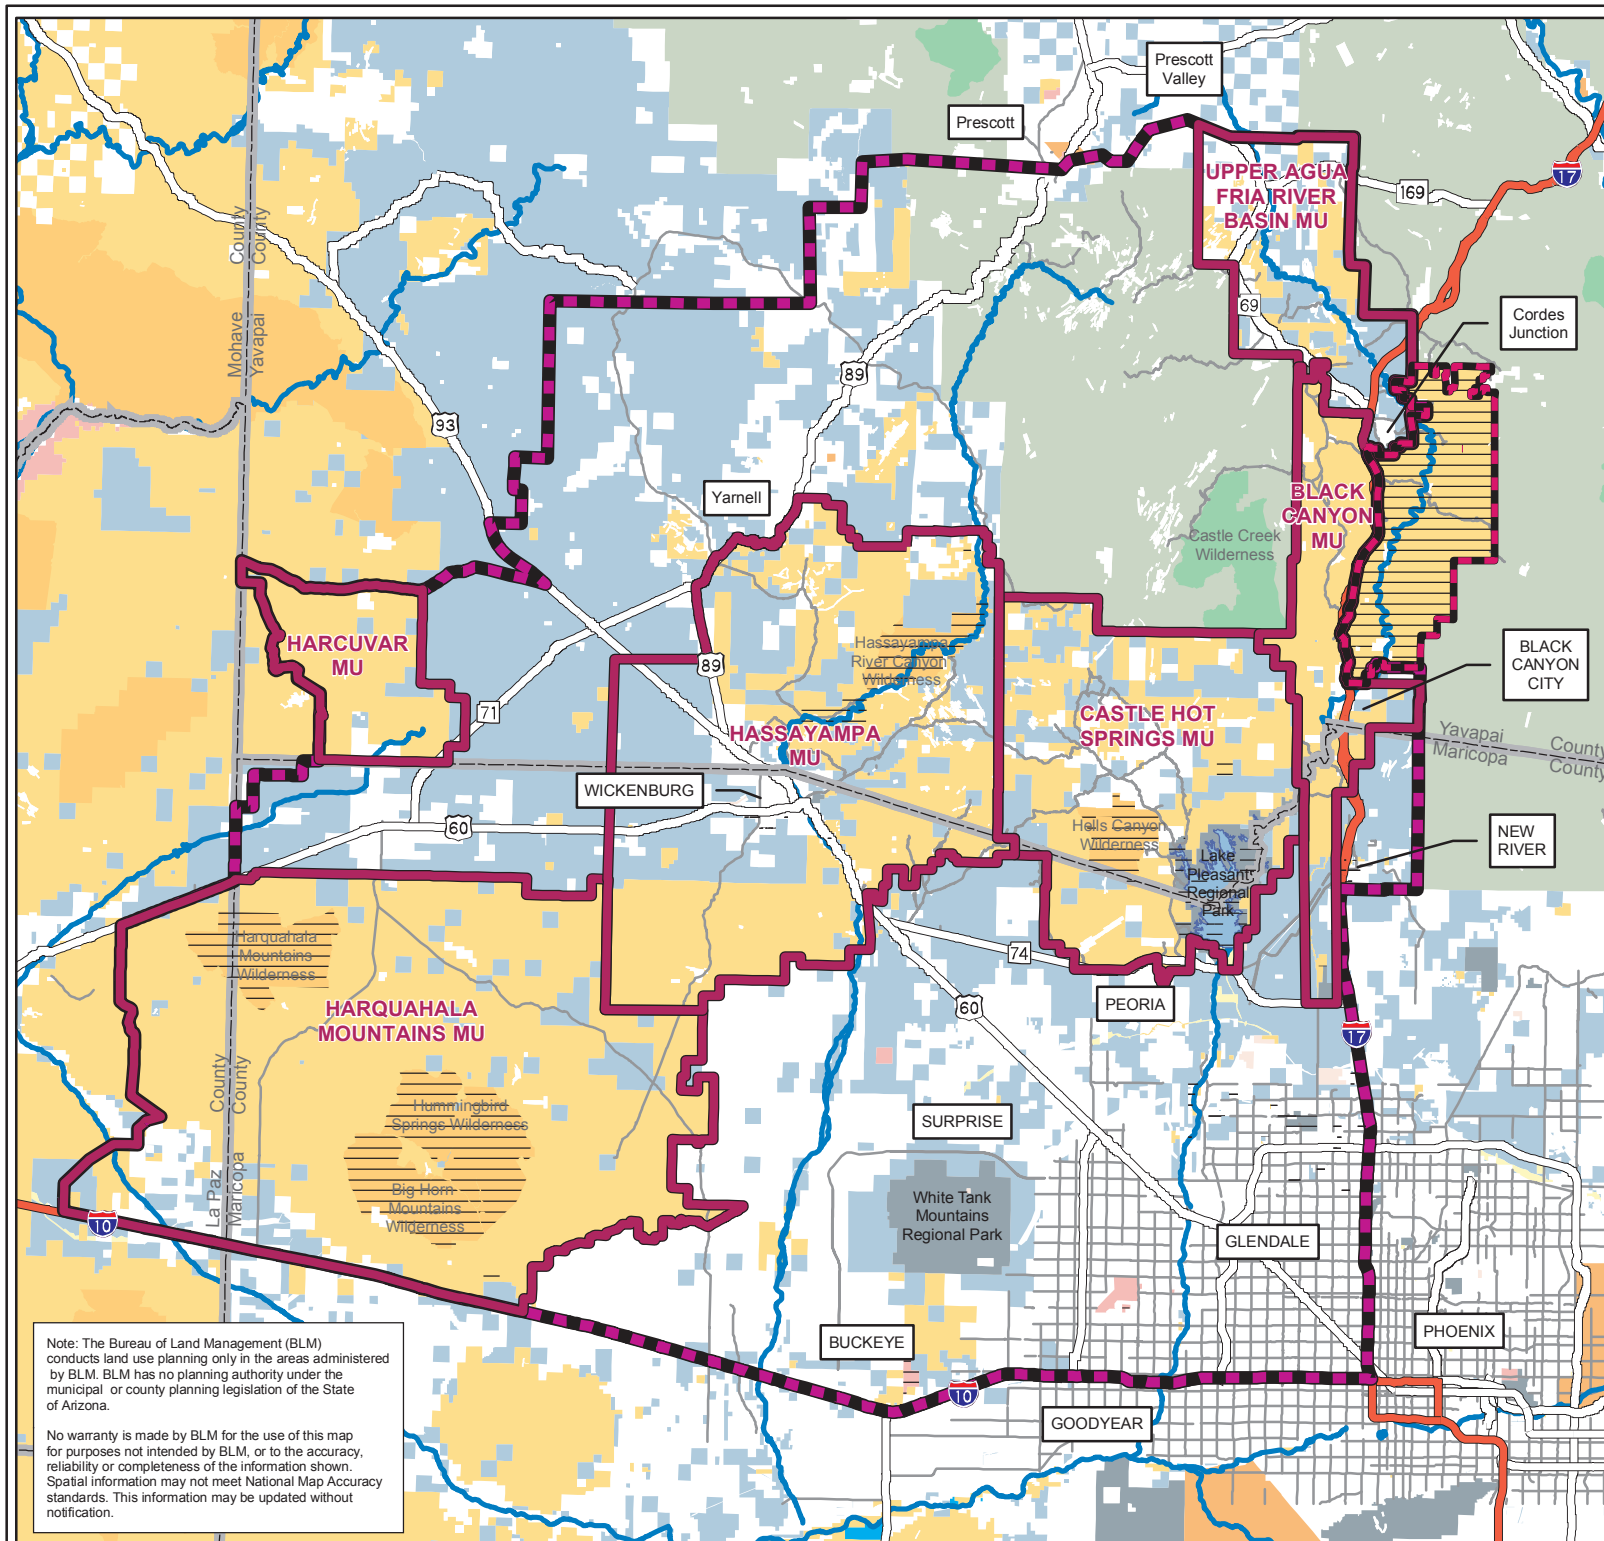 Prescott
Valley
Prescott
UPPER AGUA
FRIA RIVER
BASIN MU
17
169
County
County
69
Cordes
Junction
Mohave
Yavapai
89
93
Yarnell
BLACK
CANYON
MU
Castle Creek
Wilderness
HARCUVAR
MU
Hassayampa
River Canyon
Wilderness
89
BLACK
CANYON
CITY
71
HASSAYAMPA
MU
CASTLE HOT
SPRINGS MU
Yavapai
Maricopa
County
County
WICKENBURG
60
Hells Canyon
Wilderness
NEW
RIVER
Lake
Pleasant
Regional
Park
Harquahala
Mountains
Wilderness
74
HARQUAHALA
MOUNTAINS MU
PEORIA
60
17
County
County
Hummingbird
Springs Wilderness
SURPRISE
La Paz
Maricopa
Big Horn
Mountains
Wilderness
White Tank
Mountains
Regional Park
10
GLENDALE
BUCKEYE
PHOENIX
10
GOODYEAR
Note: The Bureau of Land Management (BLM)
conducts land use planning only in the areas administered
by BLM. BLM has no planning authority under the
municipal or county planning legislation of the State
of Arizona.
No warranty is made by BLM for the use of this map
for purposes not intended by BLM, or to the accuracy,
reliability or completeness of the information shown.
Spatial information may not meet National Map Accuracy
standards. This information may be updated without
notification.